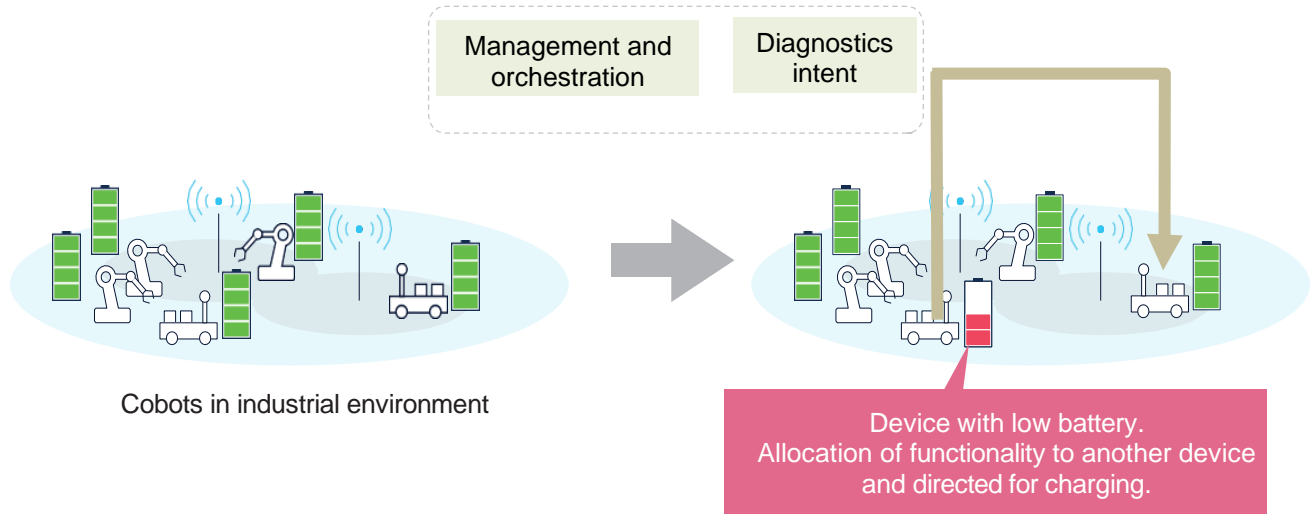 Management and
orchestration
Diagnostics
intent
Cobots in industrial environment
Device with low battery.
Allocation of functionality to another device
and directed for charging.